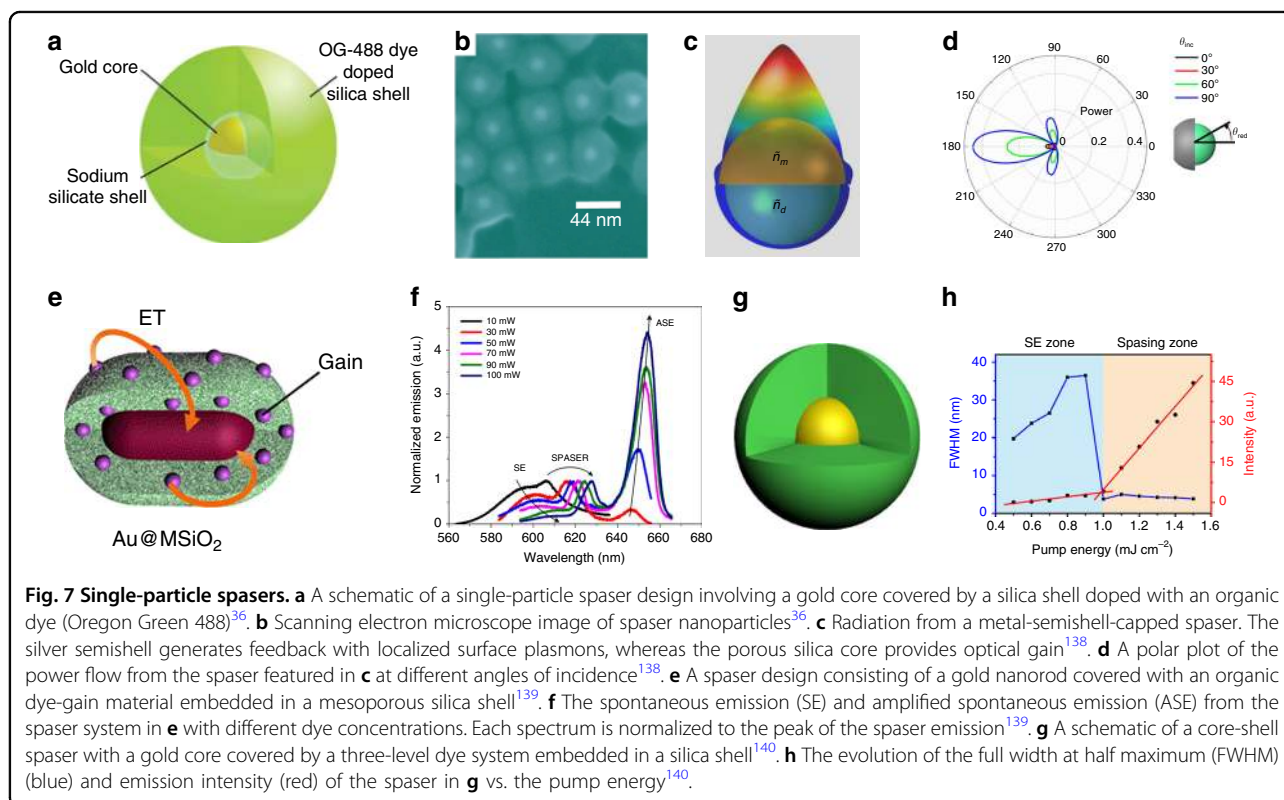 a
Gold core
OG-488 dye
doped
silica shell
Sodium
silicate shell
b
44 nm
c
ñm
ñd
d
90
120
60
150
30
Power
180
0
0.2
0.4
0
210
330
240
300
270
θinc
0°
30°
60°
90°
θred
e
ET
Gain
Au@MSiO2
f
5
4
3
2
1
0
Normalized emission (a.u.)
10 mW
30 mW
50 mW
70 mW
90 mW
100 mW
ASE
SE
SPASER
560
580
600
620
640
660
680
Wavelength (nm)
g
h
SE zone
Spasing zone
40
30
20
10
5
0
FWHM (nm)
45
30
15
0
Intensity (a.u.)
0.4
0.6
0.8
1.0
1.2
1.4
1.6
Pump energy (mJ cm−2)
Fig. 7 Single-particle spasers. a A schematic of a single-particle spaser design involving a gold core covered by a silica shell doped with an organic
dye (Oregon Green 488)36. b Scanning electron microscope image of spaser nanoparticles36. c Radiation from a metal-semishell-capped spaser. The
silver semishell generates feedback with localized surface plasmons, whereas the porous silica core provides optical gain138. d A polar plot of the
power flow from the spaser featured in c at different angles of incidence138. e A spaser design consisting of a gold nanorod covered with an organic
dye-gain material embedded in a mesoporous silica shell139. f The spontaneous emission (SE) and amplified spontaneous emission (ASE) from the
spaser system in e with different dye concentrations. Each spectrum is normalized to the peak of the spaser emission139. g A schematic of a core-shell
spaser with a gold core covered by a three-level dye system embedded in a silica shell140. h The evolution of the full width at half maximum (FWHM)
(blue) and emission intensity (red) of the spaser in g vs. the pump energy140.